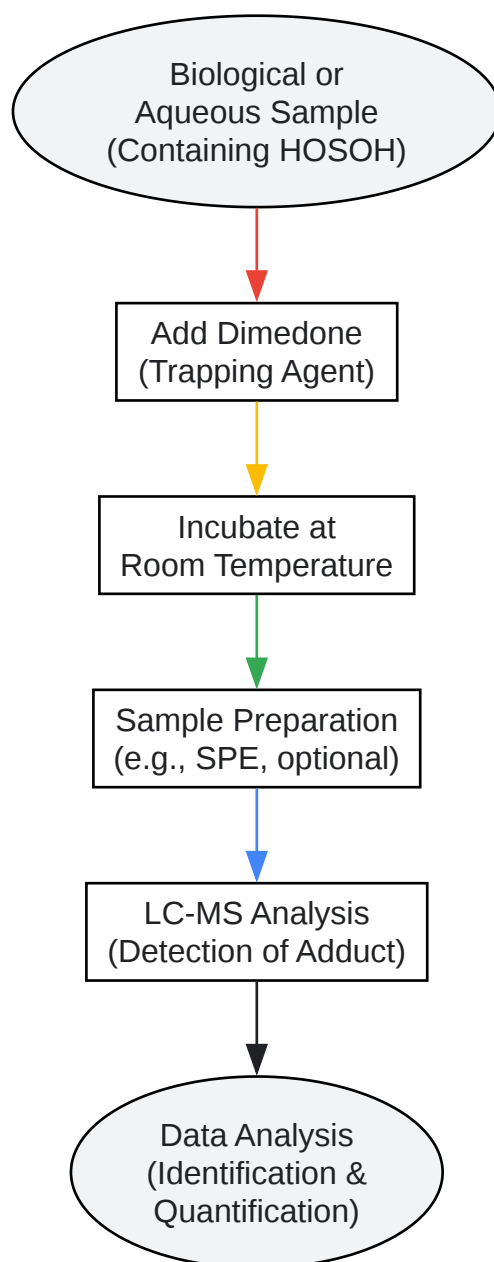 Biological or
Aqueous Sample
(Containing HOSOH)
Add Dimedone
(Trapping Agent)
Incubate at
Room Temperature
Sample Preparation
(e.g., SPE, optional)
LC-MS Analysis
(Detection of Adduct)
Data Analysis
(Identification &
Quantification)